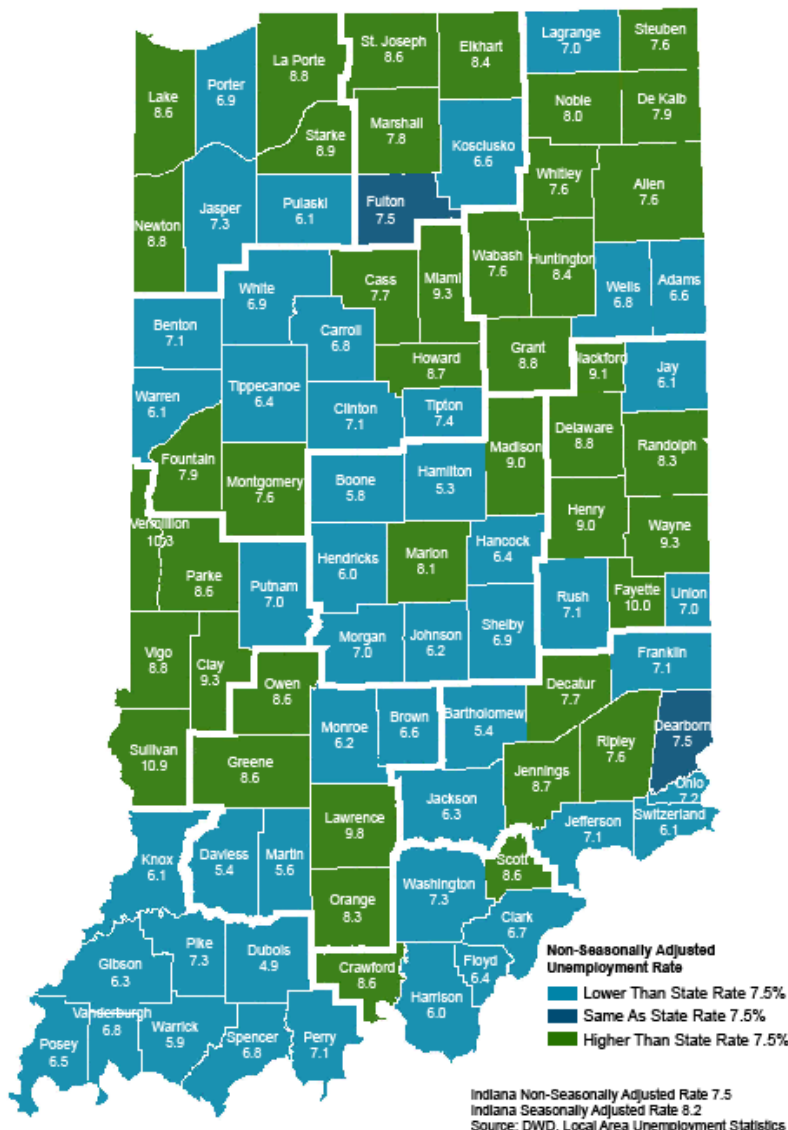 St. Joseph
8.6
Elkhart
8.4
Lagrange
7.0
Steuben
7.6
La Porte
8.8
Porter
6.9
Lake
8.6
Noble
8.0
De Kalb
7.9
Marshall
7.8
Starke
8.9
Kosciusko
6.6
Whitley
7.6
Allen
7.6
Fulton
7.5
Pulaski
6.1
Jasper
7.3
Newton
8.8
Wabash
7.6
Huntington
8.4
Miami
9.3
Cass
7.7
White
6.9
Wells
6.8
Adams
6.6
Benton
7.1
Carroll
6.8
Howard
8.7
Grant
8.8
Blackford
9.1
Jay
6.1
Warren
6.1
Tippecanoe
6.4
Clinton
7.1
Tipton
7.4
Delaware
8.8
Randolph
8.3
Madison
9.0
Fountain
7.9
Montgomery
7.6
Boone
5.8
Hamilton
5.3
Henry
9.0
Wayne
9.3
Vermillion
10.3
Parke
8.6
Putnam
7.0
Hendricks
6.0
Marion
8.1
Hancock
6.4
Rush
7.1
Fayette
10.0
Union
7.0
Morgan
7.0
Johnson
6.2
Shelby
6.9
Vigo
8.8
Clay
9.3
Owen
8.6
Franklin
7.1
Decatur
7.7
Monroe
6.2
Brown
6.6
Bartholomew
5.4
Dearborn
7.5
Ripley
7.6
Sullivan
10.9
Greene
8.6
Jennings
8.7
Ohio
7.2
Jackson
6.3
Lawrence
9.8
Jefferson
7.1
Switzerland
6.1
Knox
6.1
Daviess
5.4
Martin
5.6
Scott
8.6
Washington
7.3
Orange
8.3
Clark
6.7
Pike
7.3
Dubois
4.9
Gibson
6.3
Crawford
8.6
Floyd
6.4
Harrison
6.0
Vanderburgh
6.8
Warrick
5.9
Spencer
6.8
Perry
7.1
Posey
6.5
Non-Seasonally Adjusted
Unemployment Rate
Lower Than State Rate 7.5%
Same As State Rate 7.5%
Higher Than State Rate 7.5%
Indiana Non-Seasonally Adjusted Rate 7.5
Indiana Seasonally Adjusted Rate 8.2
Source: DWD, Local Area Unemployment Statistics